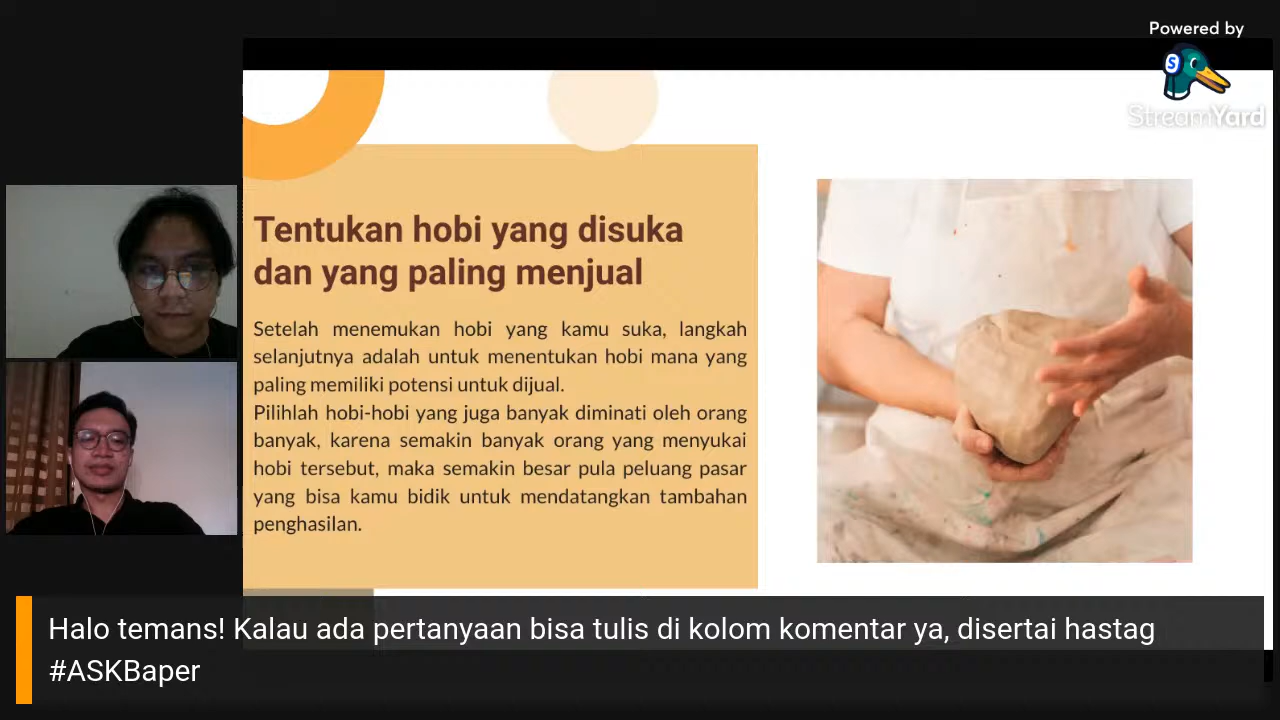 Powered by
S
StreamYard
Tentukan hobi yang disuka
dan yang paling menjual
Setelah menemukan hobi yang kamu suka, langkah
selanjutnya adalah untuk menentukan hobi mana yang
paling memiliki potensi untuk dijual.
Pilihlah hobi-hobi yang juga banyak diminati oleh orang
banyak, karena semakin banyak orang yang menyukai
hobi tersebut, maka semakin besar pula peluang pasar
yang bisa kamu bidik untuk mendatangkan tambahan
penghasilan.
Halo temans! Kalau ada pertanyaan bisa tulis di kolom komentar ya, disertai hastag
#ASKBaper